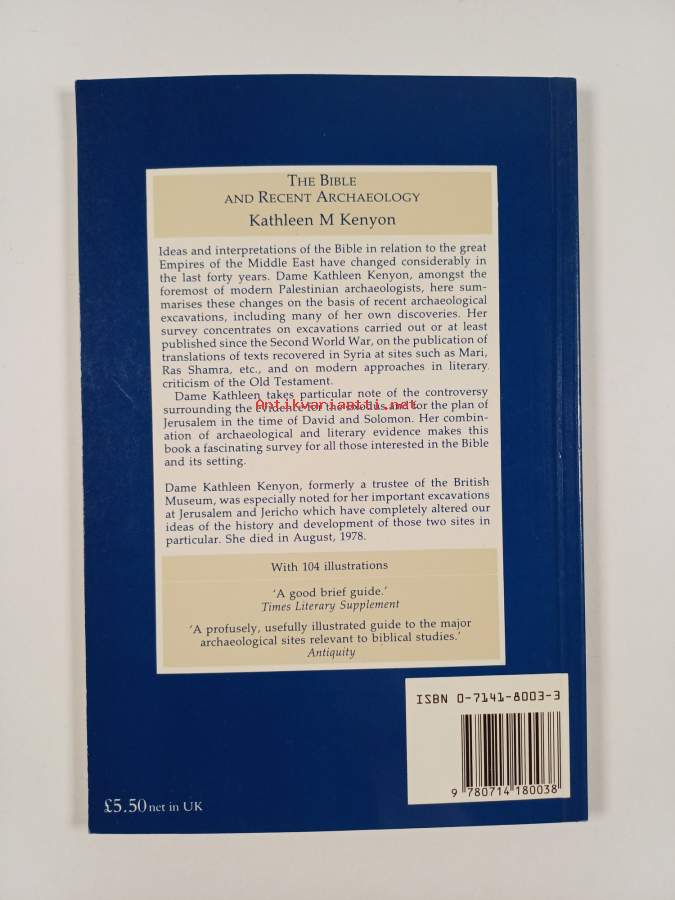 THE BIBLE
AND RECENT ARCHAEOLOGY
Kathleen M Kenyon
Ideas and interpretations of the Bible in relation to the great
Empires of the Middle East have changed considerably in
the last forty years. Dame Kathleen Kenyon, amongst the
foremost of modern Palestinian archaeologists, here sum-
marises these changes on the basis of recent archaeological
excavations, including many of her own discoveries. Her
survey concentrates on excavations carried out or at least
published since the Second World War, on the publication of
translations of texts recovered in Syria at sites such as Mari,
Ras Shamra, etc., and on modern approaches in literary
criticism of the Old Testament.
Dame Kathleen takes particular note of the controversy
Antikvariaatti.net
surrounding the evidence for the exodus and for the plan of
Jerusalem in the time of David and Solomon. Her combin-
ation of archaeological and literary evidence makes this
book a fascinating survey for all those interested in the Bible
and its setting.
Dame Kathleen Kenyon, formerly a trustee of the British
Museum, was especially noted for her important excavations
at Jerusalem and Jericho which have completely altered our
ideas of the history and development of those two sites in
particular. She died in August, 1978.
With 104 illustrations
‘A good brief guide.’
Times Literary Supplement
‘A profusely, usefully illustrated guide to the major
archaeological sites relevant to biblical studies.’
Antiquity
ISBN 0-7141-8003-3
9 780714 180038
£5.50 net in UK